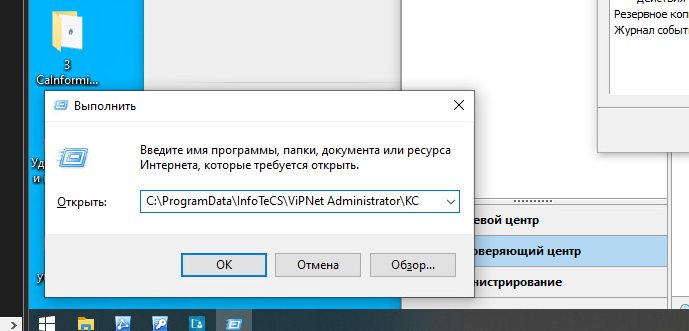 действия
Резервное коп
Журнал событ
3
CaInformi...
Выполнить
Введите имя программы, папки, документа или ресурса
Интернета, которые требуется открыть.
Открыть:
C:\ProgramData\InfoTeCS\ViPNet Administrator\KC
OK
Отмена
Обзор...
Уд
и
У
евой центр
оверяющий центр
нистрирование